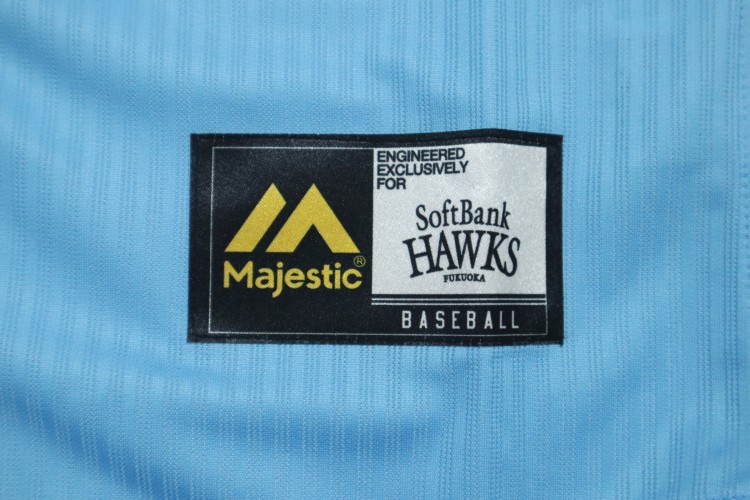 Majestic®
ENGINEERED
EXCLUSIVELY
FOR
SoftBank
HAWKS
FUKUOKA
BASEBALL